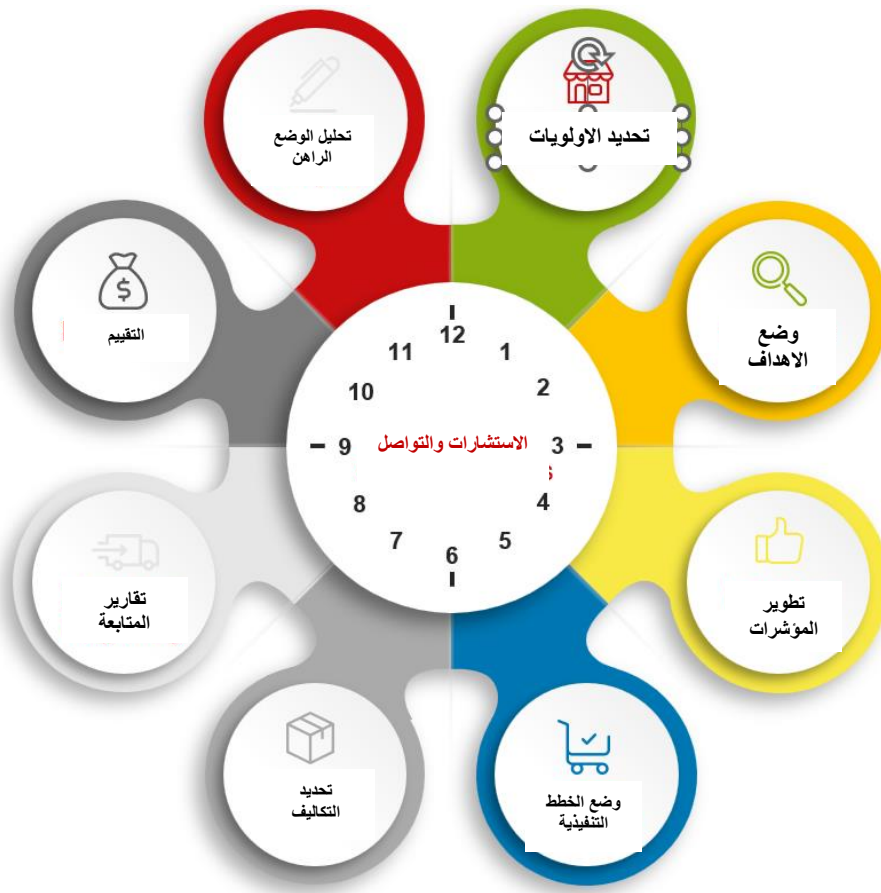 تحليل الوضع
الراهن
تحديد الاولويات
وضع
الاهداف
تطوير
المؤشرات
وضع الخطط
التنفيذية
تحديد
التكاليف
تقارير
المتابعة
التقييم
$
12
1
2
3
4
5
6
7
8
9
10
11
الاستشارات والتواصل